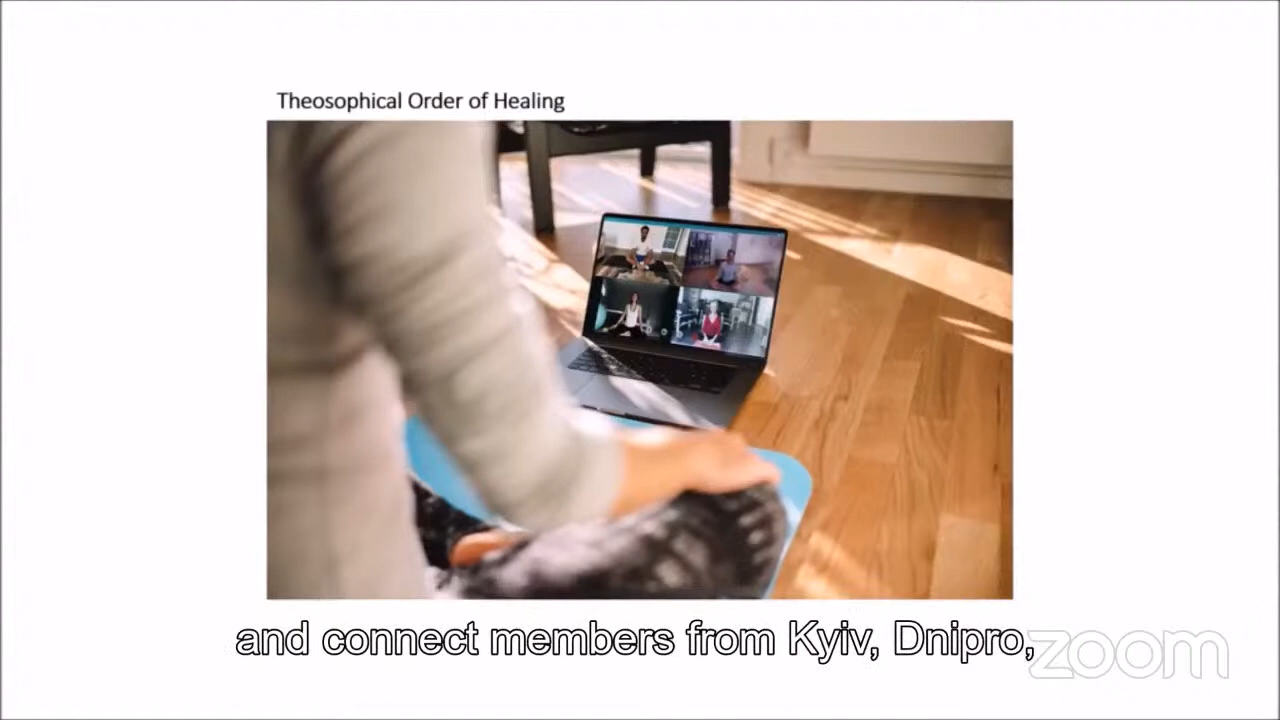 Theosophical Order of Healing
and connect members from Kyiv, Dnipro,
zoom